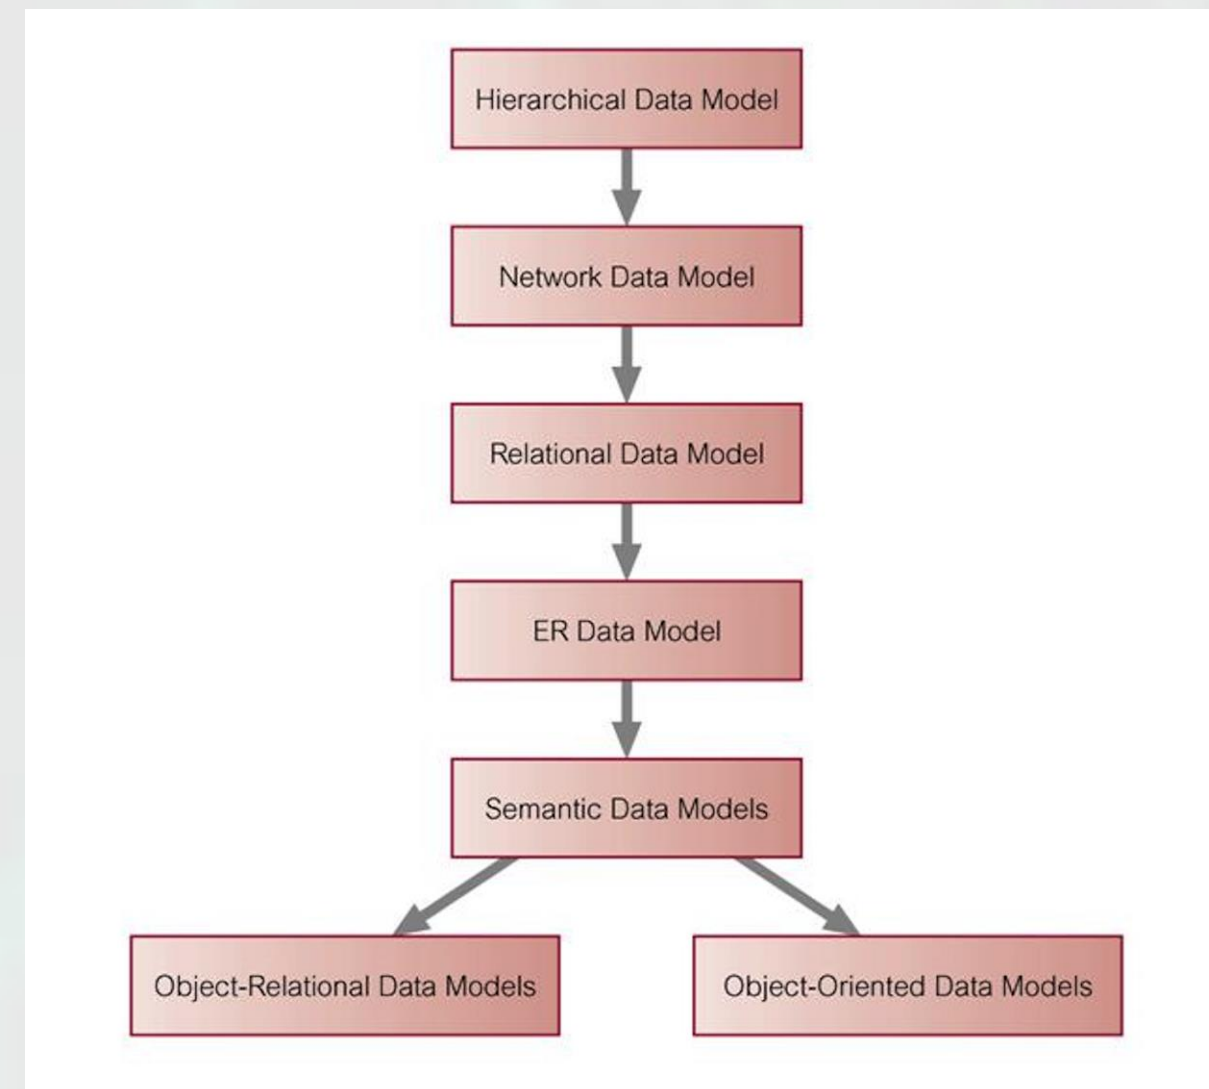 Hierarchical Data Model
Network Data Model
Relational Data Model
ER Data Model
Semantic Data Models
Object-Relational Data Models
Object-Oriented Data Models